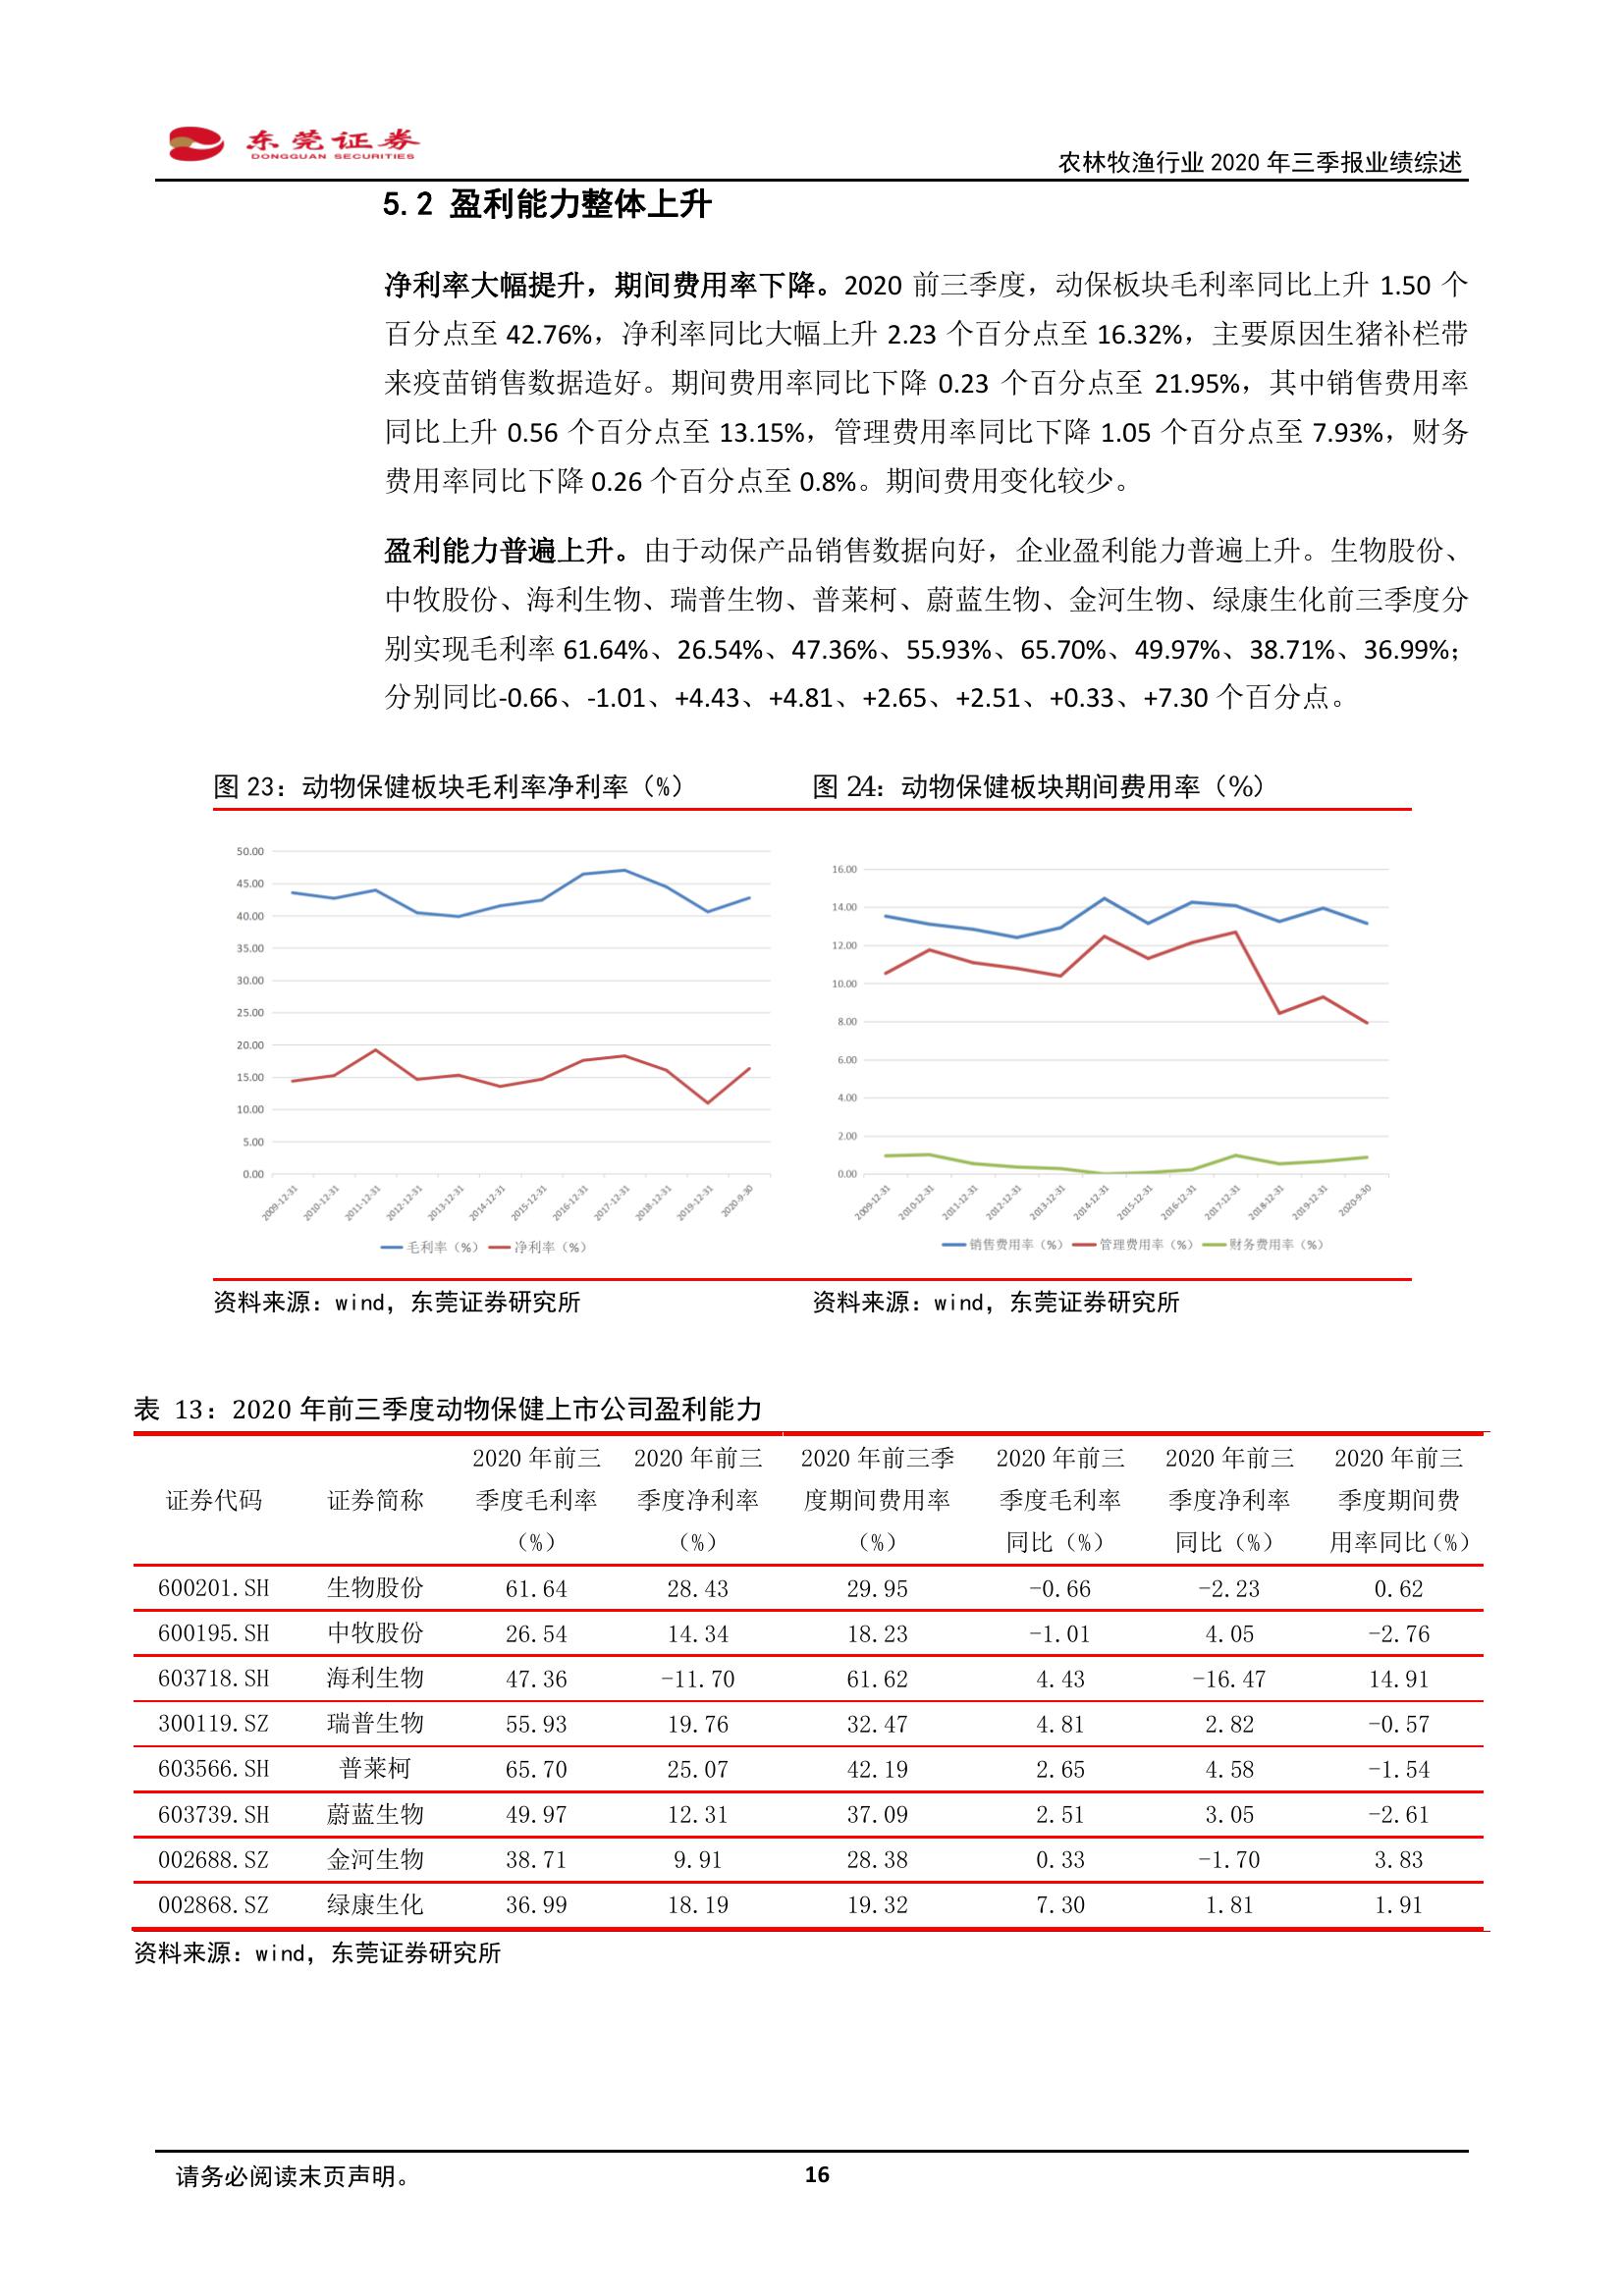 东莞证券
DONGGUAN SECURITIES
农林牧渔行业 2020 年三季报业绩综述
5.2 盈利能力整体上升
净利率大幅提升，期间费用率下降。2020 前三季度，动保板块毛利率同比上升 1.50 个
百分点至 42.76%，净利率同比大幅上升 2.23 个百分点至 16.32%，主要原因生猪补栏带
来疫苗销售数据造好。期间费用率同比下降 0.23 个百分点至 21.95%，其中销售费用率
同比上升 0.56 个百分点至 13.15%，管理费用率同比下降 1.05 个百分点至 7.93%，财务
费用率同比下降 0.26 个百分点至 0.8%。期间费用变化较少。
盈利能力普遍上升。由于动保产品销售数据向好，企业盈利能力普遍上升。生物股份、
中牧股份、海利生物、瑞普生物、普莱柯、蔚蓝生物、金河生物、绿康生化前三季度分
别实现毛利率 61.64%、26.54%、47.36%、55.93%、65.70%、49.97%、38.71%、36.99%；
分别同比-0.66、-1.01、+4.43、+4.81、+2.65、+2.51、+0.33、+7.30 个百分点。
图 23：动物保健板块毛利率净利率（%）
50.00
45.00
40.00
35.00
30.00
25.00
20.00
15.00
10.00
5.00
0.00
2009-12-31 2010-12-31 2011-12-31 2012-12-31 2013-12-31 2014-12-31 2015-12-31 2016-12-31 2017-12-31 2018-12-31 2019-12-31 2020-9-30
毛利率（%） 净利率（%）
资料来源：wind，东莞证券研究所
图 24：动物保健板块期间费用率（%）
16.00
14.00
12.00
10.00
8.00
6.00
4.00
2.00
0.00
2009-12-31 2010-12-31 2011-12-31 2012-12-31 2013-12-31 2014-12-31 2015-12-31 2016-12-31 2017-12-31 2018-12-31 2019-12-31 2020-9-30
销售费用率（%） 管理费用率（%） 财务费用率（%）
资料来源：wind，东莞证券研究所
表 13：2020 年前三季度动物保健上市公司盈利能力
2020 年前三 2020 年前三 2020 年前三季 2020 年前三 2020 年前三 2020 年前三
证券代码 证券简称 季度毛利率 季度净利率 度期间费用率 季度毛利率 季度净利率 季度期间费
（%） （%） （%） 同比（%） 同比（%） 用率同比（%）
600201.SH 生物股份 61.64 28.43 29.95 -0.66 -2.23 0.62
600195.SH 中牧股份 26.54 14.34 18.23 -1.01 4.05 -2.76
603718.SH 海利生物 47.36 -11.70 61.62 4.43 -16.47 14.91
300119.SZ 瑞普生物 55.93 19.76 32.47 4.81 2.82 -0.57
603566.SH 普莱柯 65.70 25.07 42.19 2.65 4.58 -1.54
603739.SH 蔚蓝生物 49.97 12.31 37.09 2.51 3.05 -2.61
002688.SZ 金河生物 38.71 9.91 28.38 0.33 -1.70 3.83
002868.SZ 绿康生化 36.99 18.19 19.32 7.30 1.81 1.91
资料来源：wind，东莞证券研究所
请务必阅读末页声明。
16